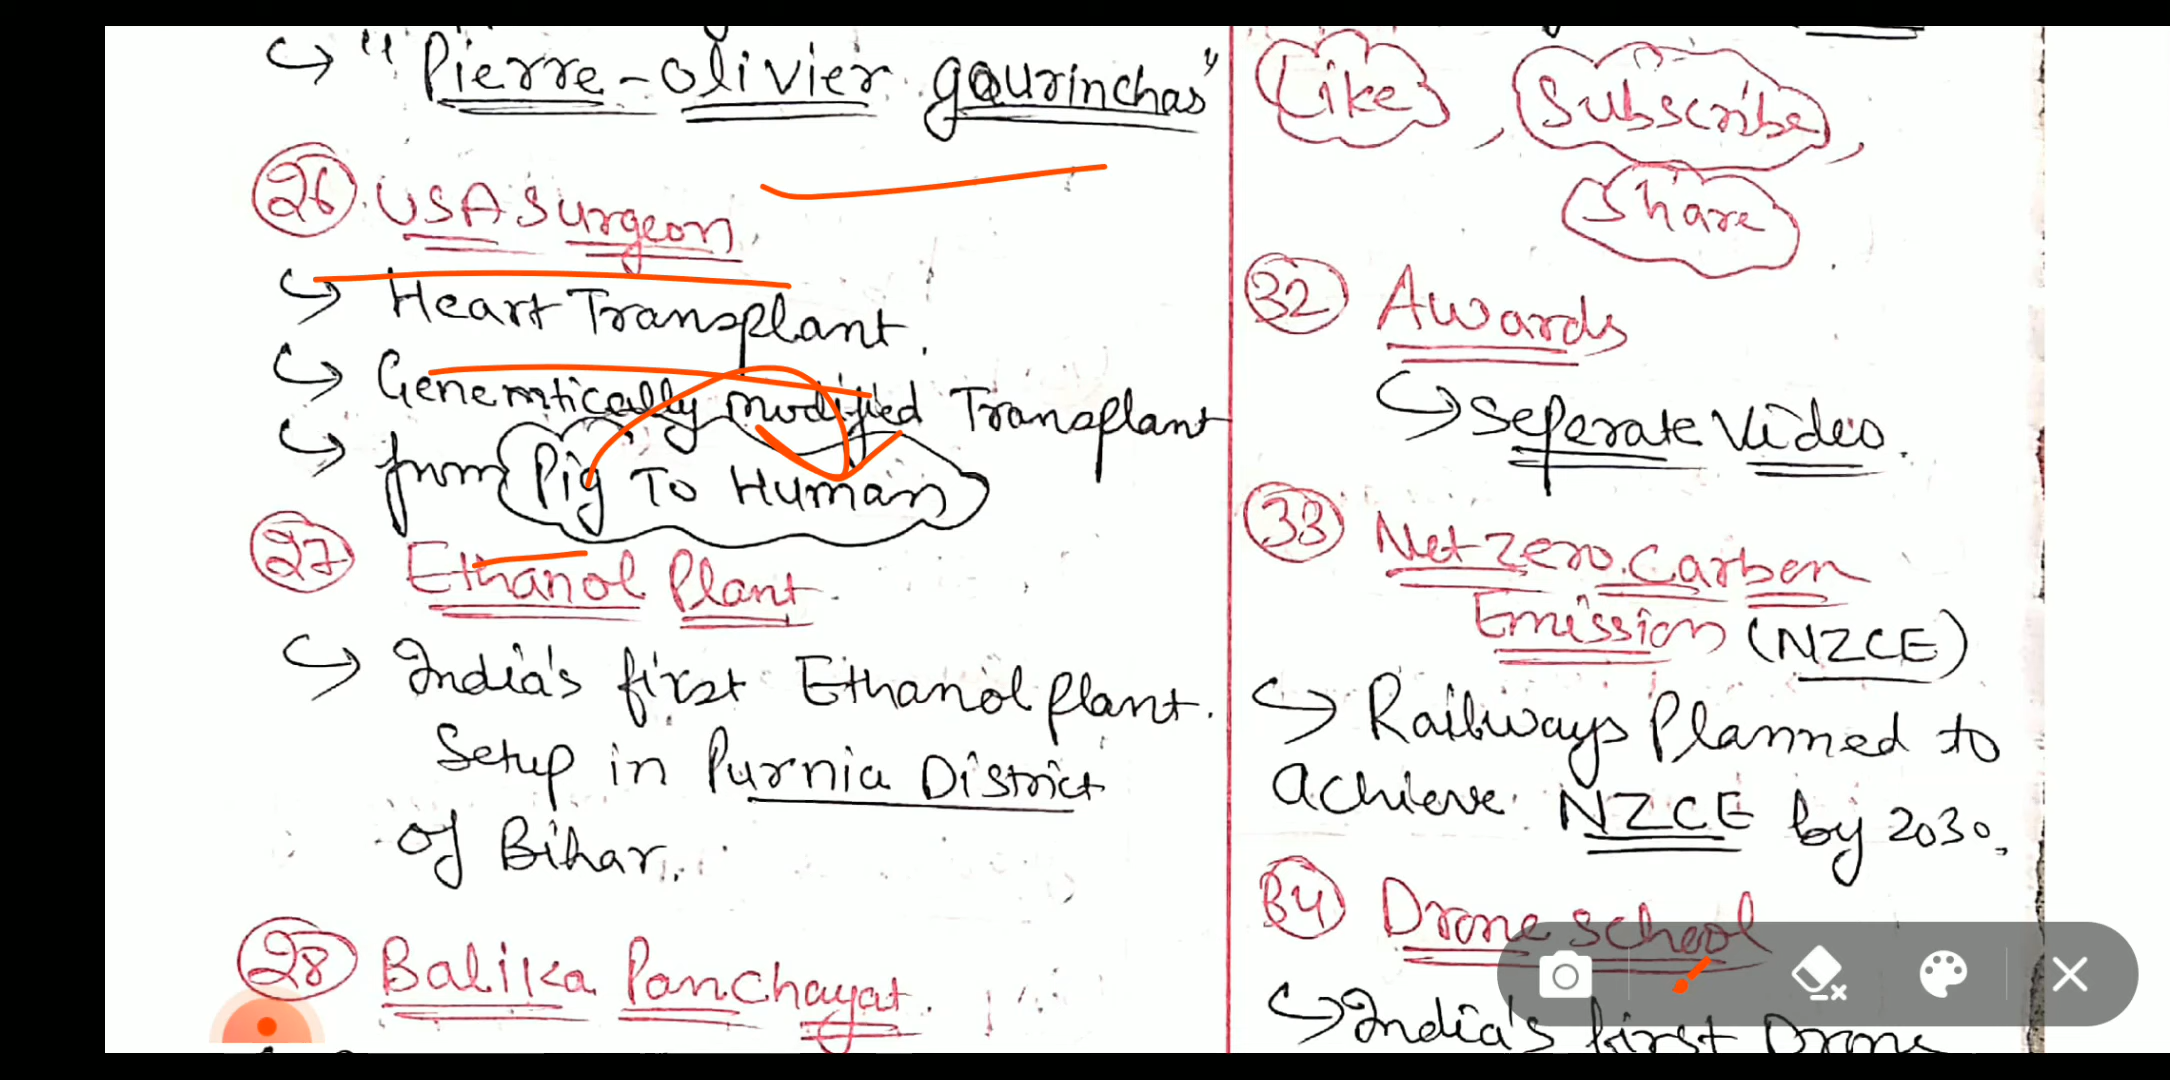 ↪ "Pierre-olivier gourinchas"
26 USA Surgeon
↪ Heart Transplant.
↪ Genemtically modified Transplant
↪ from Pig To Human
27 Ethanol Plant.
↪ India's first Ethanol plant.
Setup in Purnia District
of Bihar.
28 Balika Panchayat.
Like, Subscribe,
Share
32 Awards
↪ Seperate Video.
33 Net zero Carbon
Emission (NZCE)
↪ Railways Planned to
achieve NZCE by 2030.
34 Drone School
↪ India's first Drone